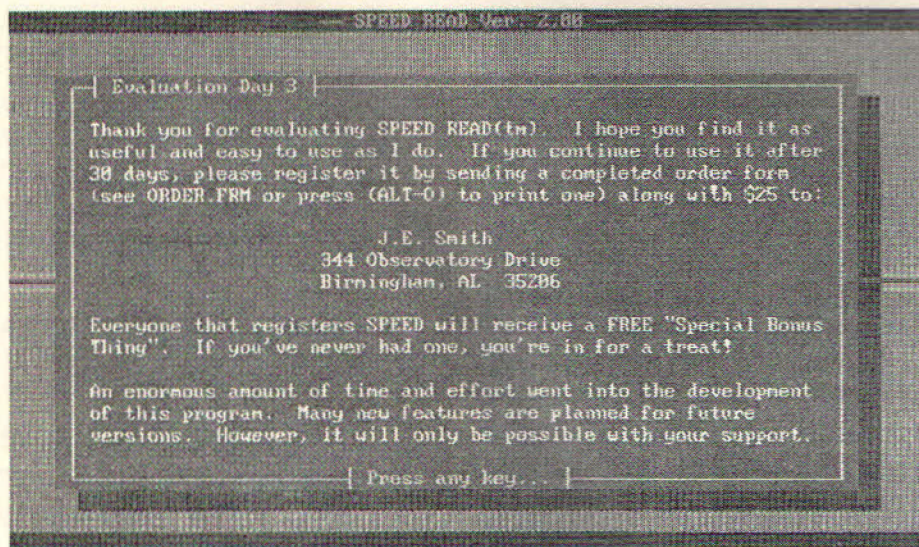 SPEED READ Ver. 2.00
Evaluation Day 3
Thank you for evaluating SPEED READ(tm). I hope you find it as
useful and easy to use as I do. If you continue to use it after
30 days, please register it by sending a completed order form
(see ORDER.FRM or press (ALT-O) to print one) along with $25 to:
J.E. Smith
344 Observatory Drive
Birmingham, AL 35206
Everyone that registers SPEED will receive a FREE "Special Bonus
Thing". If you've never had one, you're in for a treat!
An enormous amount of time and effort went into the development
of this program. Many new features are planned for future
versions. However, it will only be possible with your support.
Press any key...